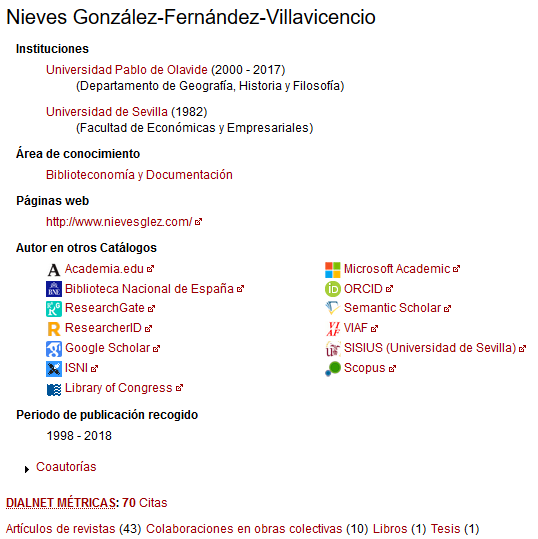 Nieves González-Fernández-Villavicencio
Instituciones
Universidad Pablo de Olavide (2000 - 2017)
(Departamento de Geografía, Historia y Filosofía)
Universidad de Sevilla (1982)
(Facultad de Económicas y Empresariales)
Área de conocimiento
Biblioteconomía y Documentación
Páginas web
http://www.nievesglez.com/
Autor en otros Catálogos
Academia.edu
Biblioteca Nacional de España
ResearchGate
ResearcherID
Google Scholar
ISNI
Library of Congress
Microsoft Academic
ORCID
Semantic Scholar
VIAF
SISIUS (Universidad de Sevilla)
Scopus
Periodo de publicación recogido
1998 - 2018
Coautorías
DIALNET MÉTRICAS: 70 Citas
Artículos de revistas (43) Colaboraciones en obras colectivas (10) Libros (1) Tesis (1)